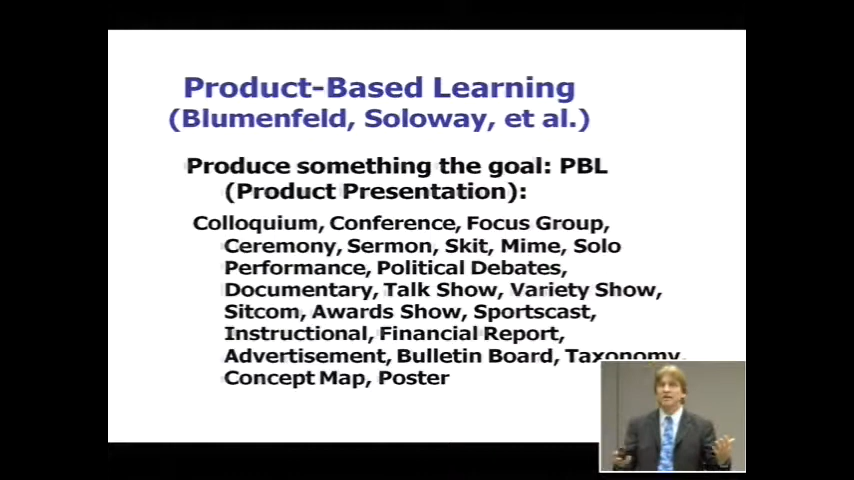 Product-Based Learning
(Blumenfeld, Soloway, et al.)
Produce something the goal: PBL
(Product Presentation):
Colloquium, Conference, Focus Group,
Ceremony, Sermon, Skit, Mime, Solo
Performance, Political Debates,
Documentary, Talk Show, Variety Show,
Sitcom, Awards Show, Sportscast,
Instructional, Financial Report,
Advertisement, Bulletin Board, Taxonomy,
Concept Map, Poster